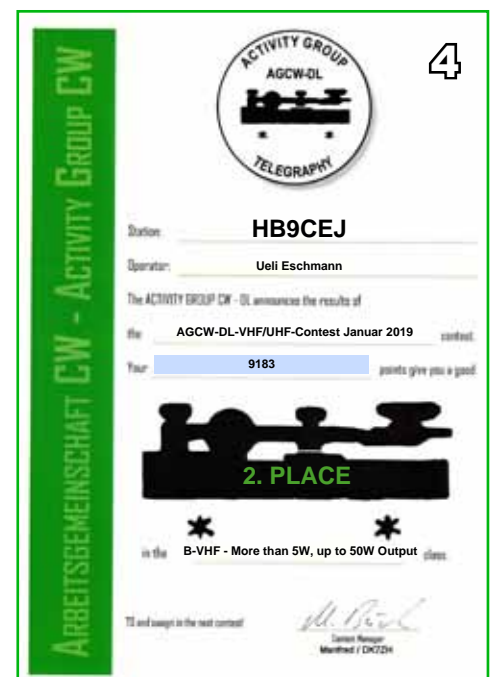 ARBEITSGEMEINSCHAFT CW - ACTIVITY GROUP CW
4
ACTIVITY GROUP
AGCW-DL
TELEGRAPHY
Station: HB9CEJ
Operator: Ueli Eschmann
The ACTIVITY GROUP CW - DL announces the results of
the AGCW-DL-VHF/UHF-Contest Januar 2019 contest.
Your 9183 points give you a good
2. PLACE
in the B-VHF - More than 5W, up to 50W Output class.
in the next contest!
Contest Manager
Manfred / DK7ZH